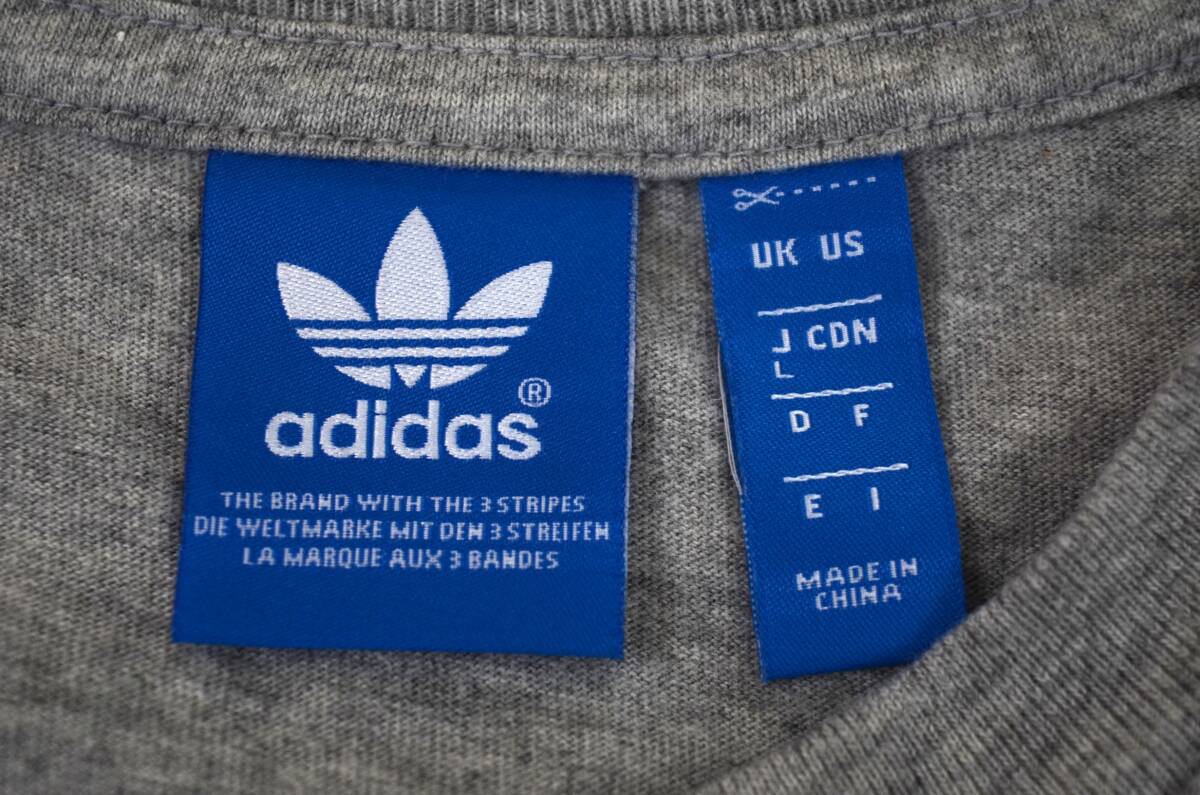 adidas®
THE BRAND WITH THE 3 STRIPES
DIE WELTMARKE MIT DEN 3 STREIFEN
LA MARQUE AUX 3 BANDES
UK US
J CDN
L
D F
E I
MADE IN
CHINA